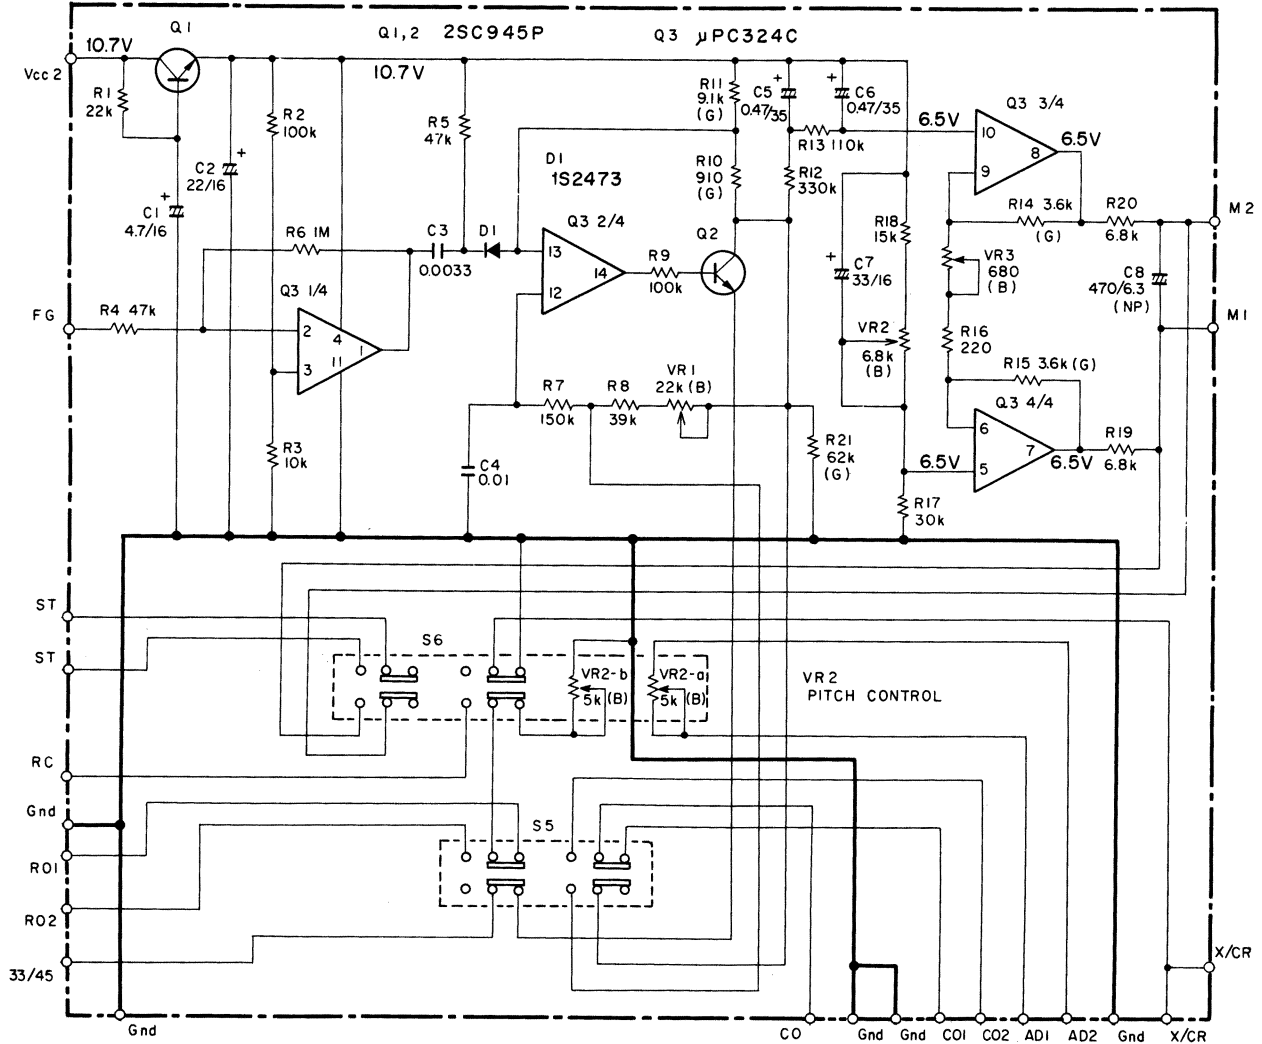 Q1
Q1,2 2SC945P
Q3 µPC324C
10.7V
10.7V
Vcc2
R1
22k
R2
100k
R5
47k
R11
9.1k
(G)
C5
0.47/35
C6
0.47/35
6.5V
Q3 3/4
10
8
9
6.5V
R13 110k
C2
22/16
C1
4.7/16
D1
1S2473
R10
910
(G)
R12
330k
R14 3.6k
(G)
R20
6.8k
M2
R6 1M
C3
0.0033
D1
Q3 2/4
13
14
12
Q2
R9
100k
R18
15k
C7
33/16
VR3
680
(B)
C8
470/6.3
(NP)
FG
R4 47k
Q3 1/4
2
4
11
1
3
VR2
6.8k
(B)
R16
220
M1
R15 3.6k(G)
R7
150k
R8
39k
VR1
22k(B)
Q3 4/4
6
7
5
6.5V
6.5V
R19
6.8k
R3
10k
C4
0.01
R21
62k
(G)
R17
30k
ST
ST
S6
VR2-b
5k(B)
VR2-a
5k(B)
VR2
PITCH CONTROL
RC
Gnd
RO1
RO2
33/45
S5
X/CR
Gnd
CO
Gnd
Gnd
CO1
CO2
AD1
AD2
Gnd
X/CR